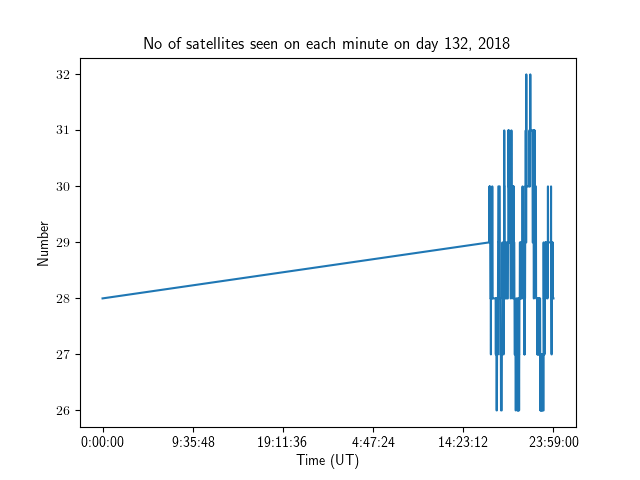 No of satellites seen on each minute on day 132, 2018
32
31
30
29
28
27
26
Number
0:00:00 9:35:48 19:11:36 4:47:24 14:23:12 23:59:00
Time (UT)